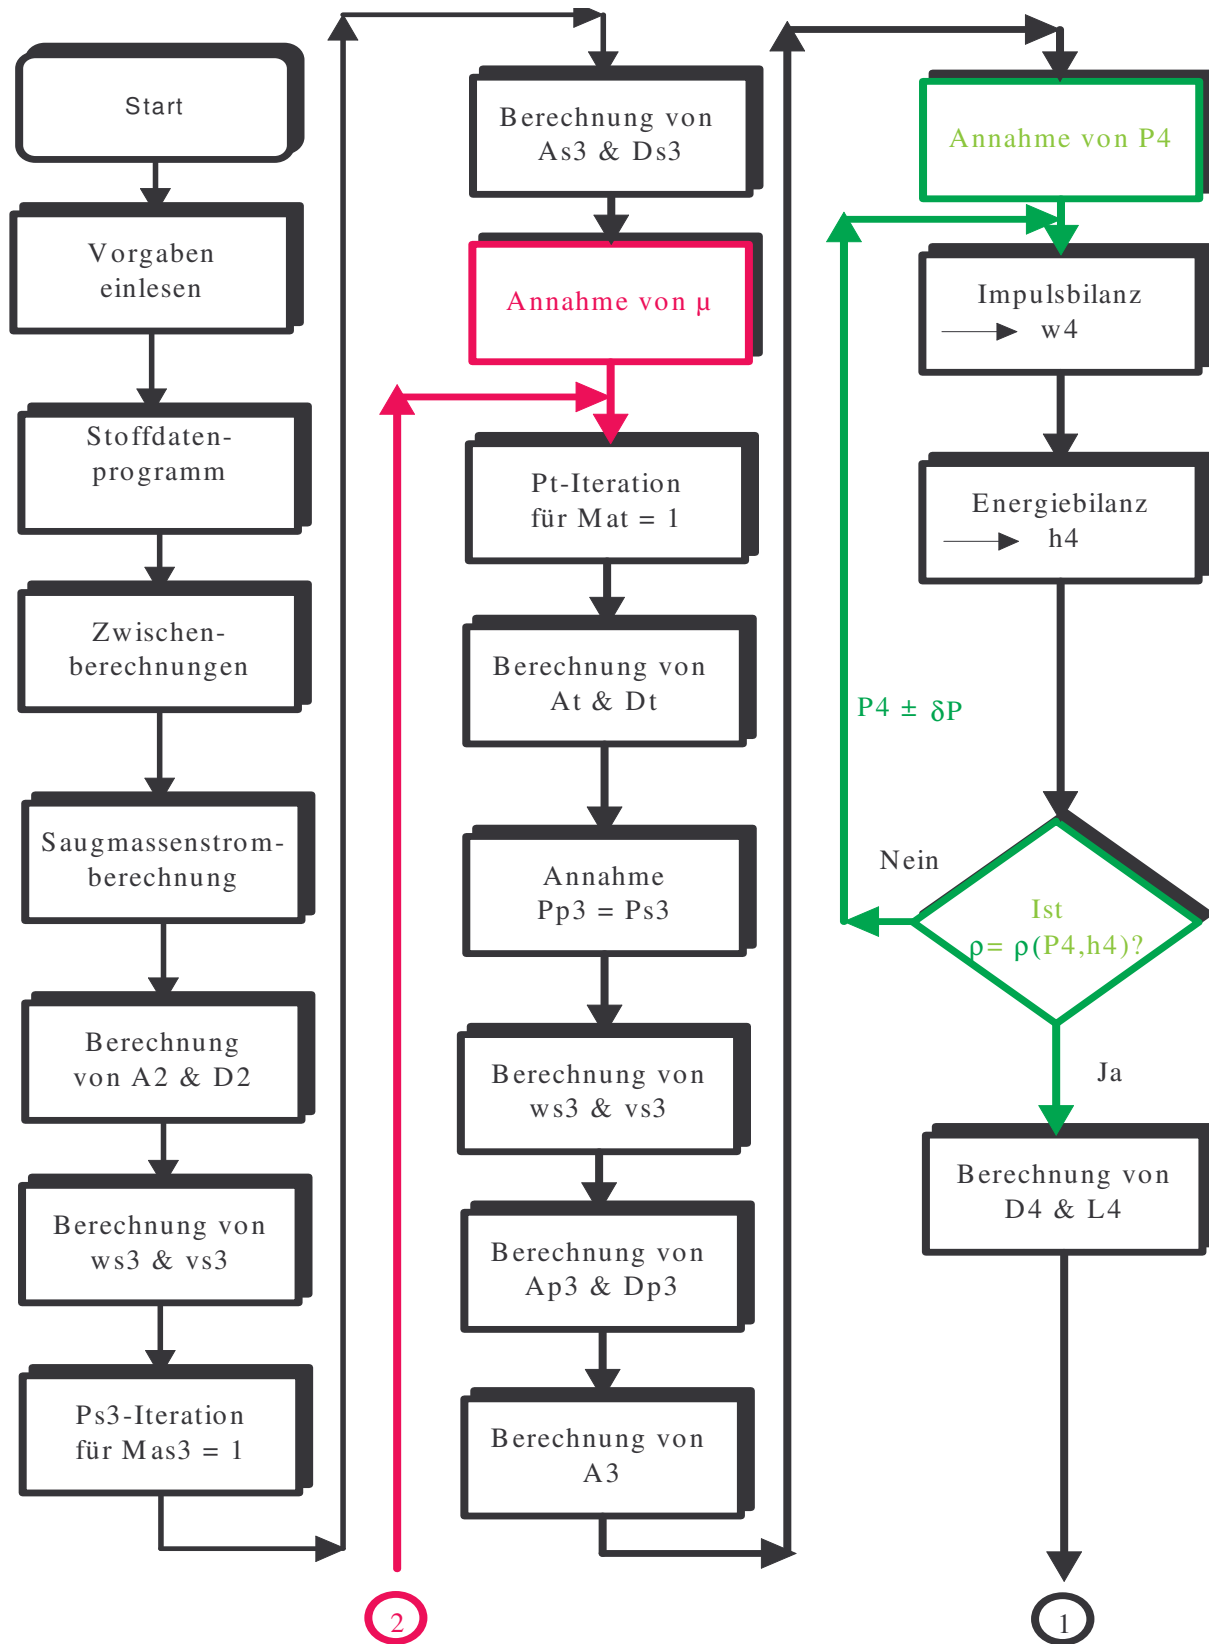 Start
Vorgaben
einlesen
Stoffdaten-
programm
Zwischen-
berechnungen
Saugmassenstrom-
berechnung
Berechnung
von A2 & D2
Berechnung von
ws3 & vs3
Ps3-Iteration
für Mas3 = 1
Berechnung von
As3 & Ds3
Annahme von µ
Pt-Iteration
für Mat = 1
Berechnung von
At & Dt
Annahme
Pp3 = Ps3
Berechnung von
ws3 & vs3
Berechnung von
Ap3 & Dp3
Berechnung von
A3
2
Annahme von P4
Impulsbilanz
w4
Energiebilanz
h4
P4 ± δP
Nein
Ist
ρ= ρ(P4,h4)?
Ja
Berechnung von
D4 & L4
1